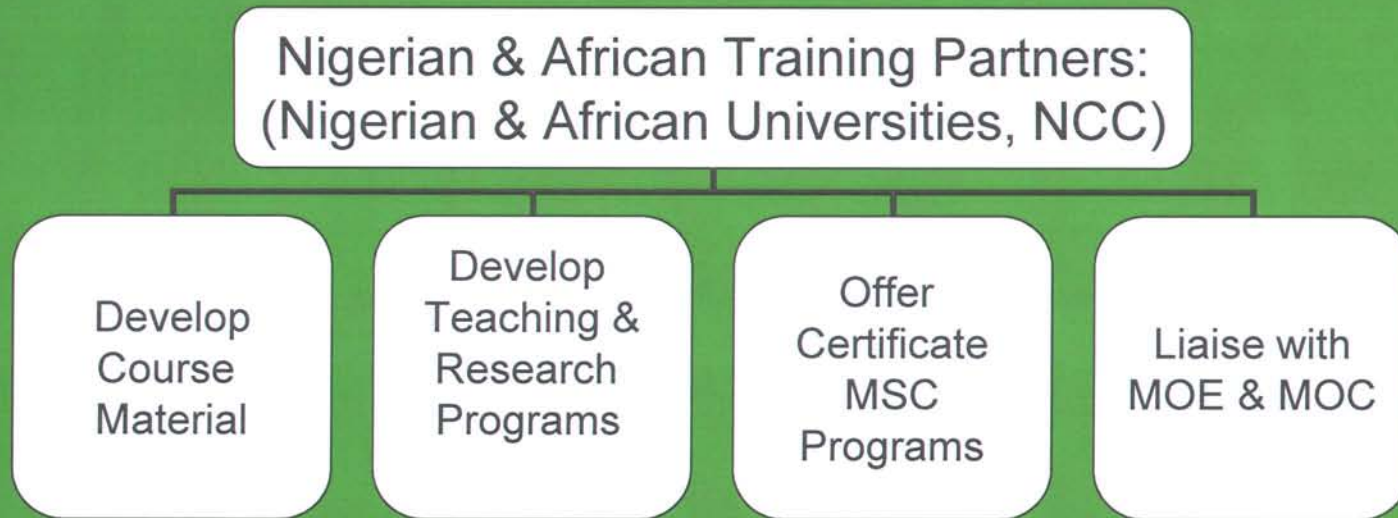 Nigerian & African Training Partners:
(Nigerian & African Universities, NCC)
Develop
Course
Material
Develop
Teaching &
Research
Programs
Offer
Certificate
MSC
Programs
Liaise with
MOE & MOC